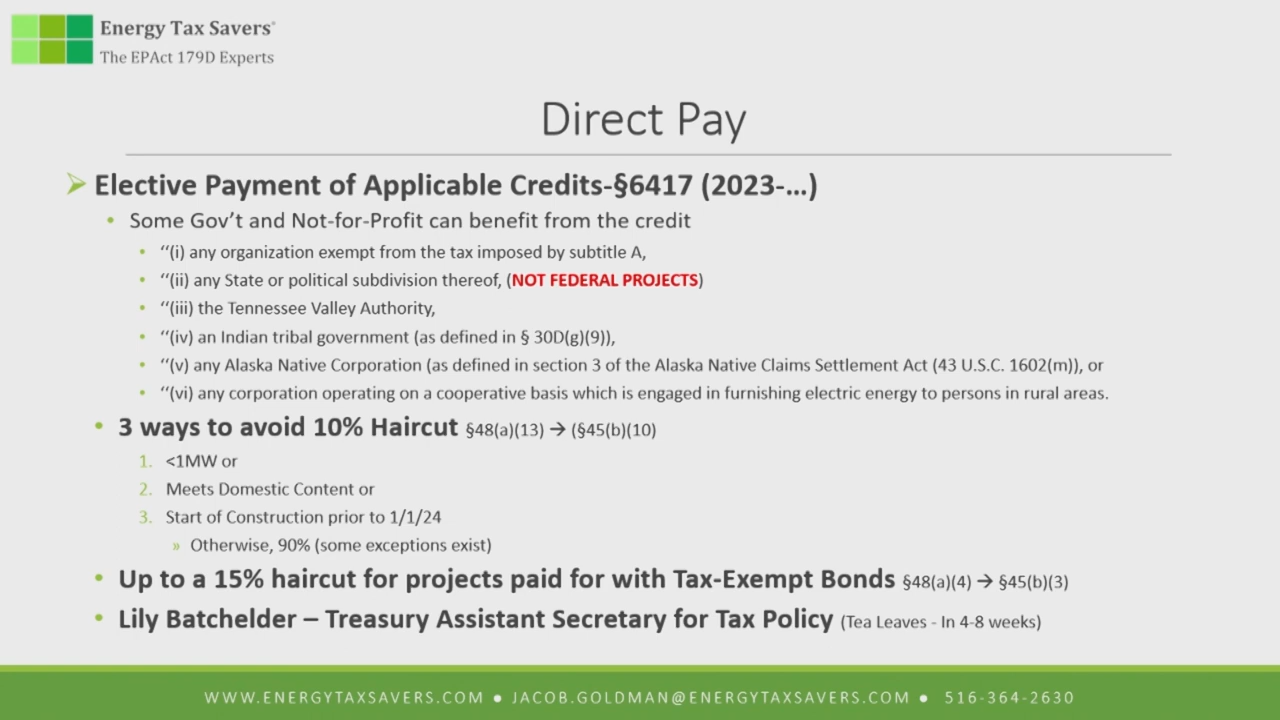 Energy Tax Savers®
The EPAct 179D Experts
Direct Pay
Elective Payment of Applicable Credits-§6417 (2023-…)
Some Gov't and Not-for-Profit can benefit from the credit
‘‘(i) any organization exempt from the tax imposed by subtitle A,
‘‘(ii) any State or political subdivision thereof, (NOT FEDERAL PROJECTS)
‘‘(iii) the Tennessee Valley Authority,
‘‘(iv) an Indian tribal government (as defined in § 30D(g)(9)),
‘‘(v) any Alaska Native Corporation (as defined in section 3 of the Alaska Native Claims Settlement Act (43 U.S.C. 1602(m)), or
‘‘(vi) any corporation operating on a cooperative basis which is engaged in furnishing electric energy to persons in rural areas.
3 ways to avoid 10% Haircut §48(a)(13) → (§45(b)(10)
1. <1MW or
2. Meets Domestic Content or
3. Start of Construction prior to 1/1/24
» Otherwise, 90% (some exceptions exist)
Up to a 15% haircut for projects paid for with Tax-Exempt Bonds §48(a)(4) → §45(b)(3)
Lily Batchelder – Treasury Assistant Secretary for Tax Policy (Tea Leaves - In 4-8 weeks)
WWW.ENERGYTAXSAVERS.COM ● JACOB.GOLDMAN@ENERGYTAXSAVERS.COM ● 516-364-2630